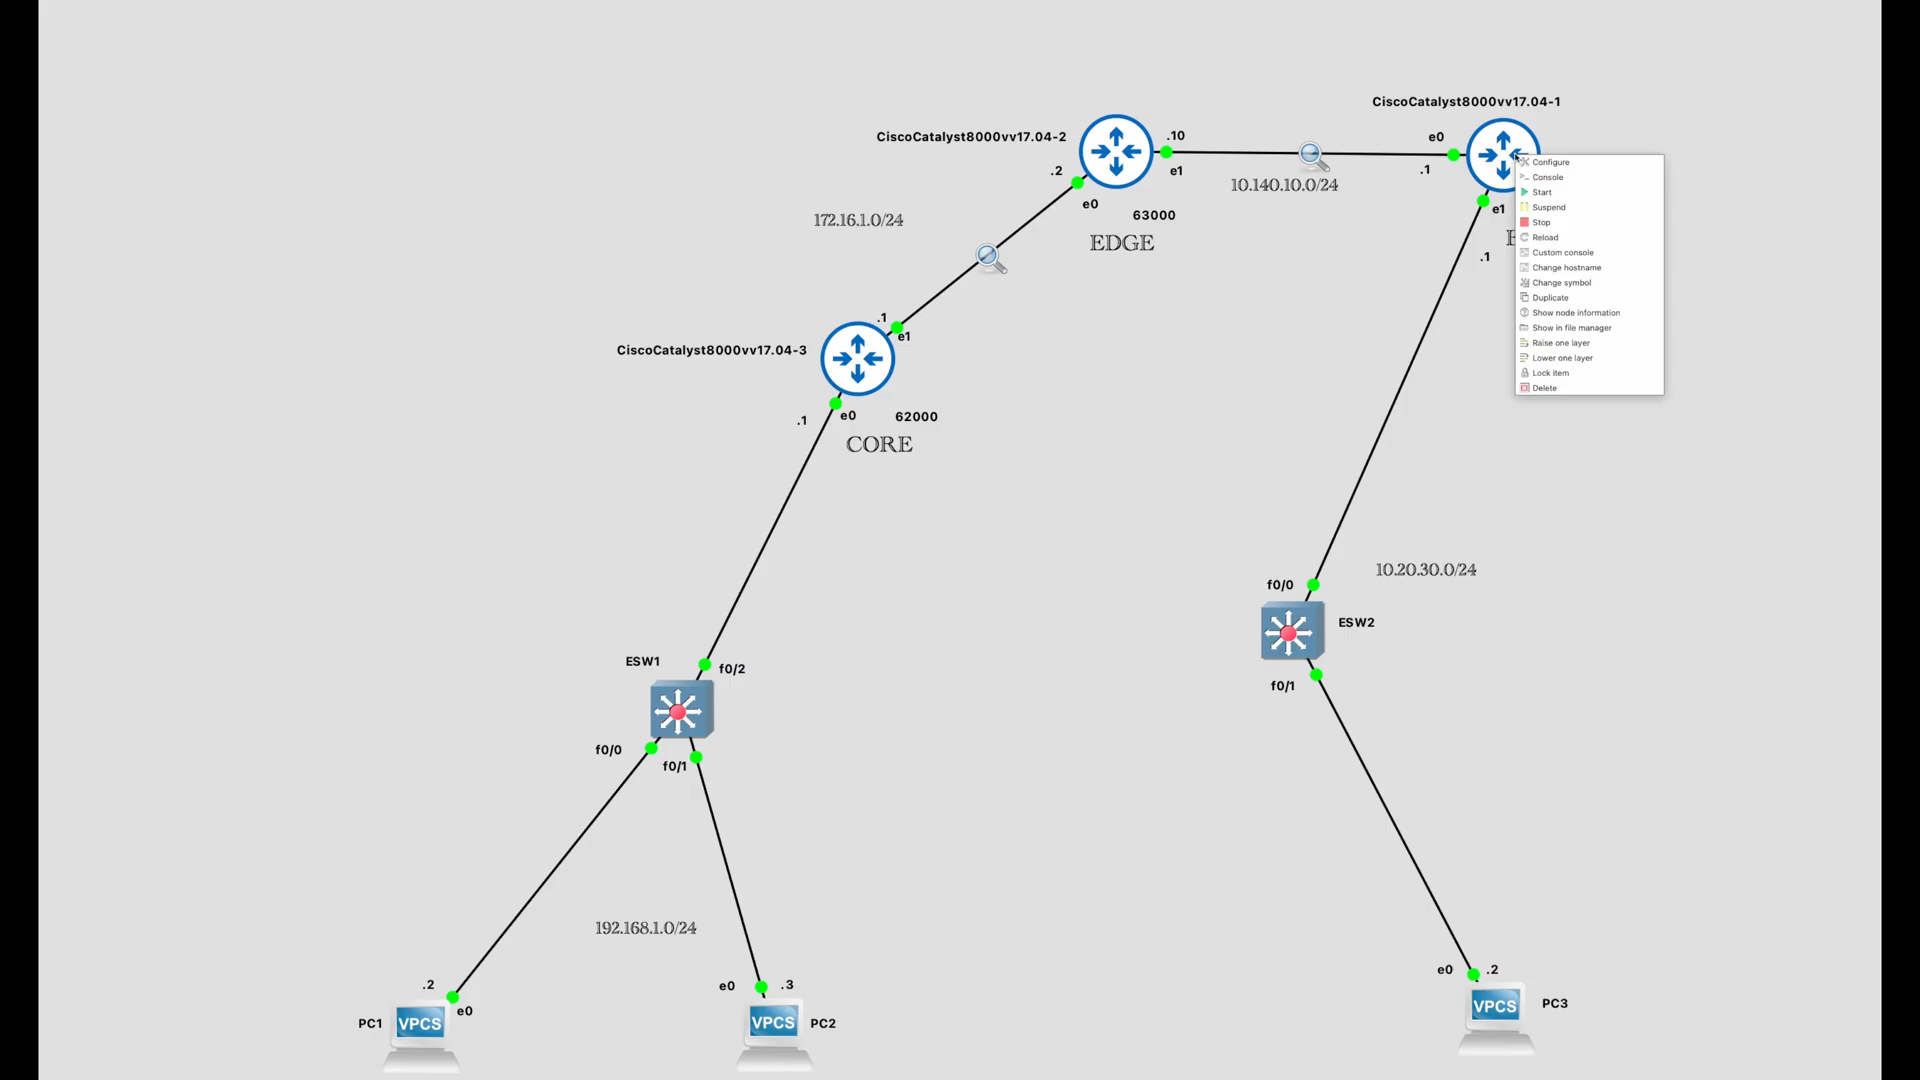 CiscoCatalyst8000vv17.04-1
CiscoCatalyst8000vv17.04-2
.10
e0
.2
e1
.1
10.140.10.0/24
e0
63000
EDGE
172.16.1.0/24
e1
.1
Configure
Console
Start
Suspend
Stop
Reload
Custom console
Change hostname
Change symbol
Duplicate
Show node information
Show in file manager
Raise one layer
Lower one layer
Lock item
Delete
.1
e1
CiscoCatalyst8000vv17.04-3
.1
e0
62000
CORE
10.20.30.0/24
f0/0
ESW2
f0/1
ESW1
f0/2
f0/0
f0/1
192.168.1.0/24
.2
e0
PC1
VPCS
e0
.3
VPCS
PC2
e0
.2
VPCS
PC3